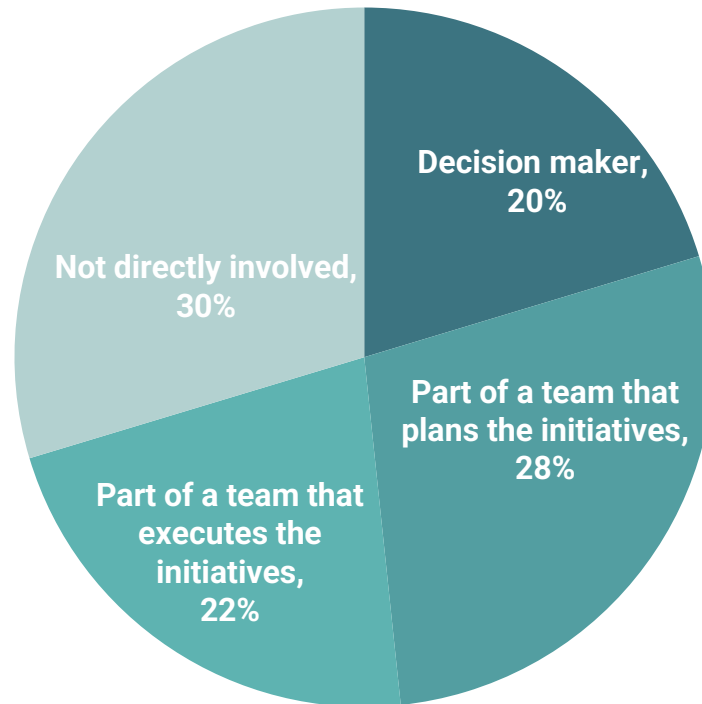 Decision maker,
20%
Not directly involved,
30%
Part of a team that
plans the initiatives,
28%
Part of a team that
executes the
initiatives,
22%